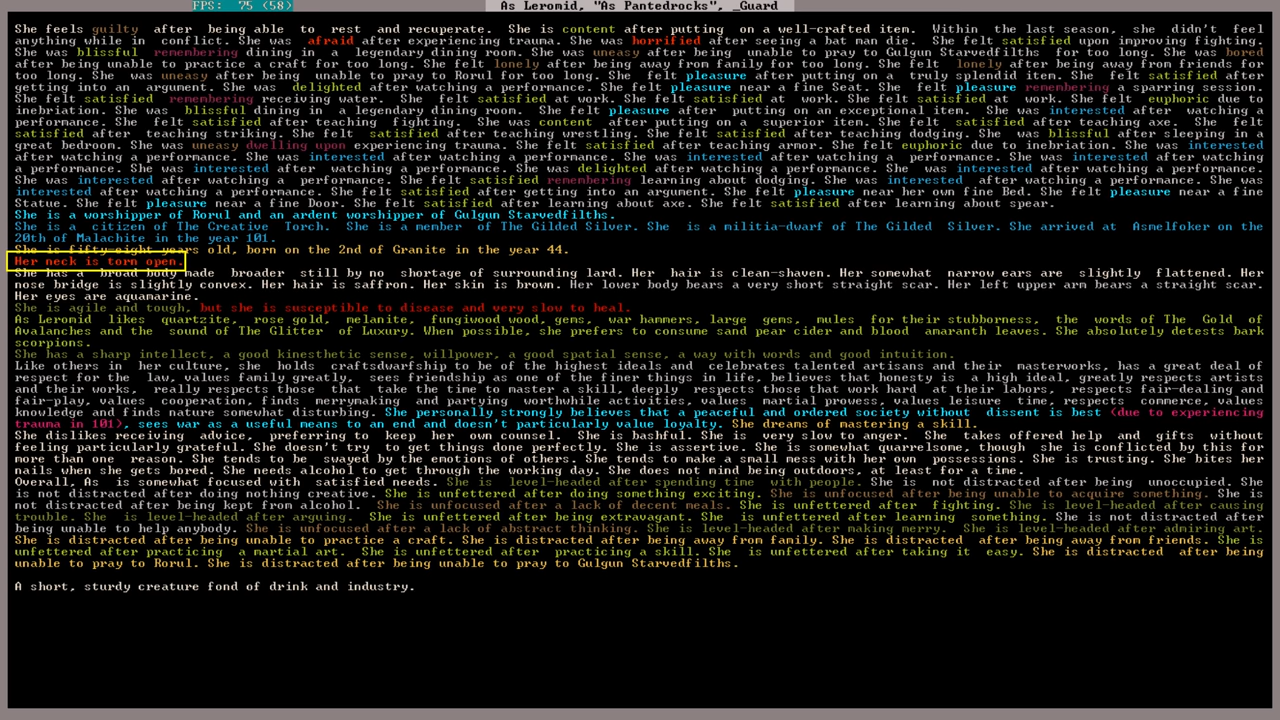 FPS: 75 (58)
As Leromid, "As Pantedrocks", _Guard
She feels guilty after being able to rest and recuperate. She is content after putting on a well-crafted item. Within the last season, she didn't feel
anything while in conflict. She was afraid after experiencing trauma. She was horrified after seeing a bat man die. She felt satisfied upon improving fighting.
She was blissful remembering dining in a legendary dining room. She was uneasy after being unable to pray to Gulgun Starvedfilths for too long. She was bored
after being unable to practice a craft for too long. She felt lonely after being away from family for too long. She felt lonely after being away from friends for
too long. She was uneasy after being unable to pray to Rorul for too long. She felt pleasure after putting on a truly splendid item. She felt satisfied after
getting into an argument. She was delighted after watching a performance. She felt pleasure near a fine Seat. She felt pleasure remembering a sparring session.
She felt satisfied remembering receiving water. She felt satisfied at work. She felt satisfied at work. She felt satisfied at work. She felt euphoric due to
inebriation. She was blissful dining in a legendary dining room. She felt pleasure after putting on an exceptional item. She was interested after watching a
performance. She felt satisfied after teaching fighting. She was content after putting on a superior item. She felt satisfied after teaching axe. She felt
satisfied after teaching striking. She felt satisfied after teaching wrestling. She felt satisfied after teaching dodging. She was blissful after sleeping in a
great bedroom. She was uneasy dwelling upon experiencing trauma. She felt satisfied after teaching armor. She felt euphoric due to inebriation. She was interested
after watching a performance. She was interested after watching a performance. She was interested after watching a performance. She was interested after watching
a performance. She was interested after watching a performance. She was delighted after watching a performance. She was interested after watching a performance.
She was interested after watching a performance. She felt satisfied remembering learning about dodging. She was interested after watching a performance. She was
interested after watching a performance. She felt satisfied after getting into an argument. She felt pleasure near her own fine Bed. She felt pleasure near a fine
Statue. She felt pleasure near a fine Door. She felt satisfied after learning about axe. She felt satisfied after learning about spear.
She is a worshipper of Rorul and an ardent worshipper of Gulgun Starvedfilths.
She is a citizen of The Creative Torch. She is a member of The Gilded Silver. She is a militia-dwarf of The Gilded Silver. She arrived at Asmelfoker on the
20th of Malachite in the year 101.
She is fifty-eight years old, born on the 2nd of Granite in the year 44.
Her neck is torn open.
She has a broad body made broader still by no shortage of surrounding lard. Her hair is clean-shaven. Her somewhat narrow ears are slightly flattened. Her
nose bridge is slightly convex. Her hair is saffron. Her skin is brown. Her lower body bears a very short straight scar. Her left upper arm bears a straight scar.
Her eyes are aquamarine.
She is agile and tough, but she is susceptible to disease and very slow to heal.
As Leromid likes quartzite, rose gold, melanite, fungiwood wood, gems, war hammers, large gems, mules for their stubborness, the words of The Gold of
Avalanches and the sound of The Glitter of Luxury. When possible, she prefers to consume sand pear cider and blood amaranth leaves. She absolutely detests bark
scorpions.
She has a sharp intellect, a good kinesthetic sense, willpower, a good spatial sense, a way with words and good intuition.
Like others in her culture, she holds craftsdwarfship to be of the highest ideals and celebrates talented artisans and their masterworks, has a great deal of
respect for the law, values family greatly, sees friendship as one of the finer things in life, believes that honesty is a high ideal, greatly respects artists
and their works, really respects those that take the time to master a skill, deeply respects those that work hard at their labors, respects fair-dealing and
fair-play, values cooperation, finds merrymaking and partying worthwhile activities, values martial prowess, values leisure time, respects commerce, values
knowledge and finds nature somewhat disturbing. She personally strongly believes that a peaceful and ordered society without dissent is best (due to experiencing
trauma in 101), sees war as a useful means to an end and doesn't particularly value loyalty. She dreams of mastering a skill.
She dislikes receiving advice, preferring to keep her own counsel. She is bashful. She is very slow to anger. She takes offered help and gifts without
feeling particularly grateful. She doesn't try to get things done perfectly. She is assertive. She is somewhat quarrelsome, though she is conflicted by this for
more than one reason. She tends to be swayed by the emotions of others. She tends to make a small mess with her own possessions. She is trusting. She bites her
nails when she gets bored. She needs alcohol to get through the working day. She does not mind being outdoors, at least for a time.
Overall, As is somewhat focused with satisfied needs. She is level-headed after spending time with people. She is not distracted after being unoccupied. She
is not distracted after doing nothing creative. She is unfettered after doing something exciting. She is unfocused after being unable to acquire something. She is
not distracted after being kept from alcohol. She is unfocused after a lack of decent meals. She is unfettered after fighting. She is level-headed after causing
trouble. She is level-headed after arguing. She is unfettered after being extravagant. She is unfettered after learning something. She is not distracted after
being unable to help anybody. She is unfocused after a lack of abstract thinking. She is level-headed after making merry. She is level-headed after admiring art.
She is distracted after being unable to practice a craft. She is distracted after being away from family. She is distracted after being away from friends. She is
unfettered after practicing a martial art. She is unfettered after practicing a skill. She is unfettered after taking it easy. She is distracted after being
unable to pray to Rorul. She is distracted after being unable to pray to Gulgun Starvedfilths.
A short, sturdy creature fond of drink and industry.